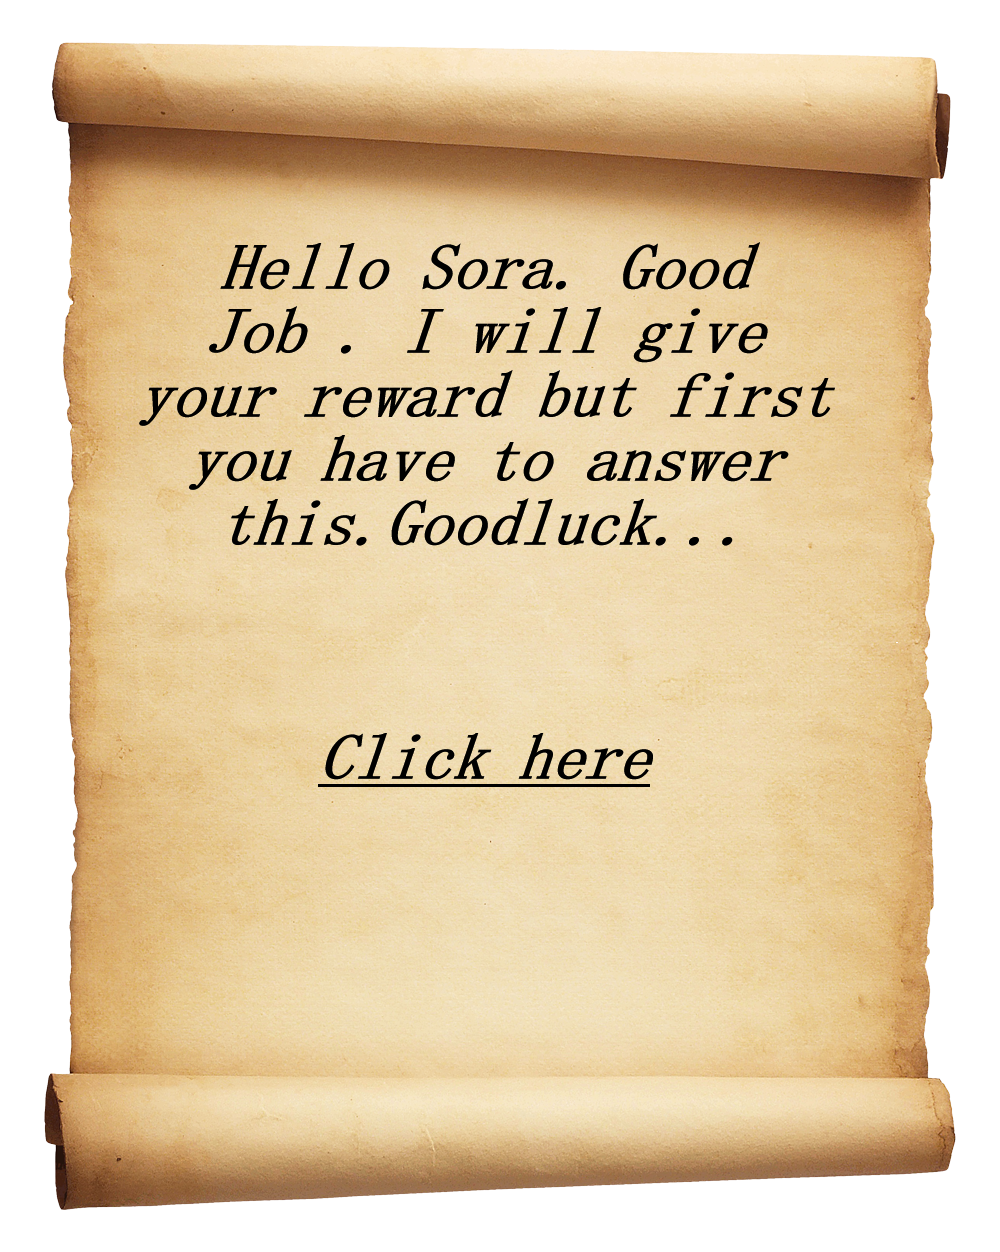 Hello Sora. Good
Job . I will give
your reward but first
you have to answer
this.Goodluck...
Click here